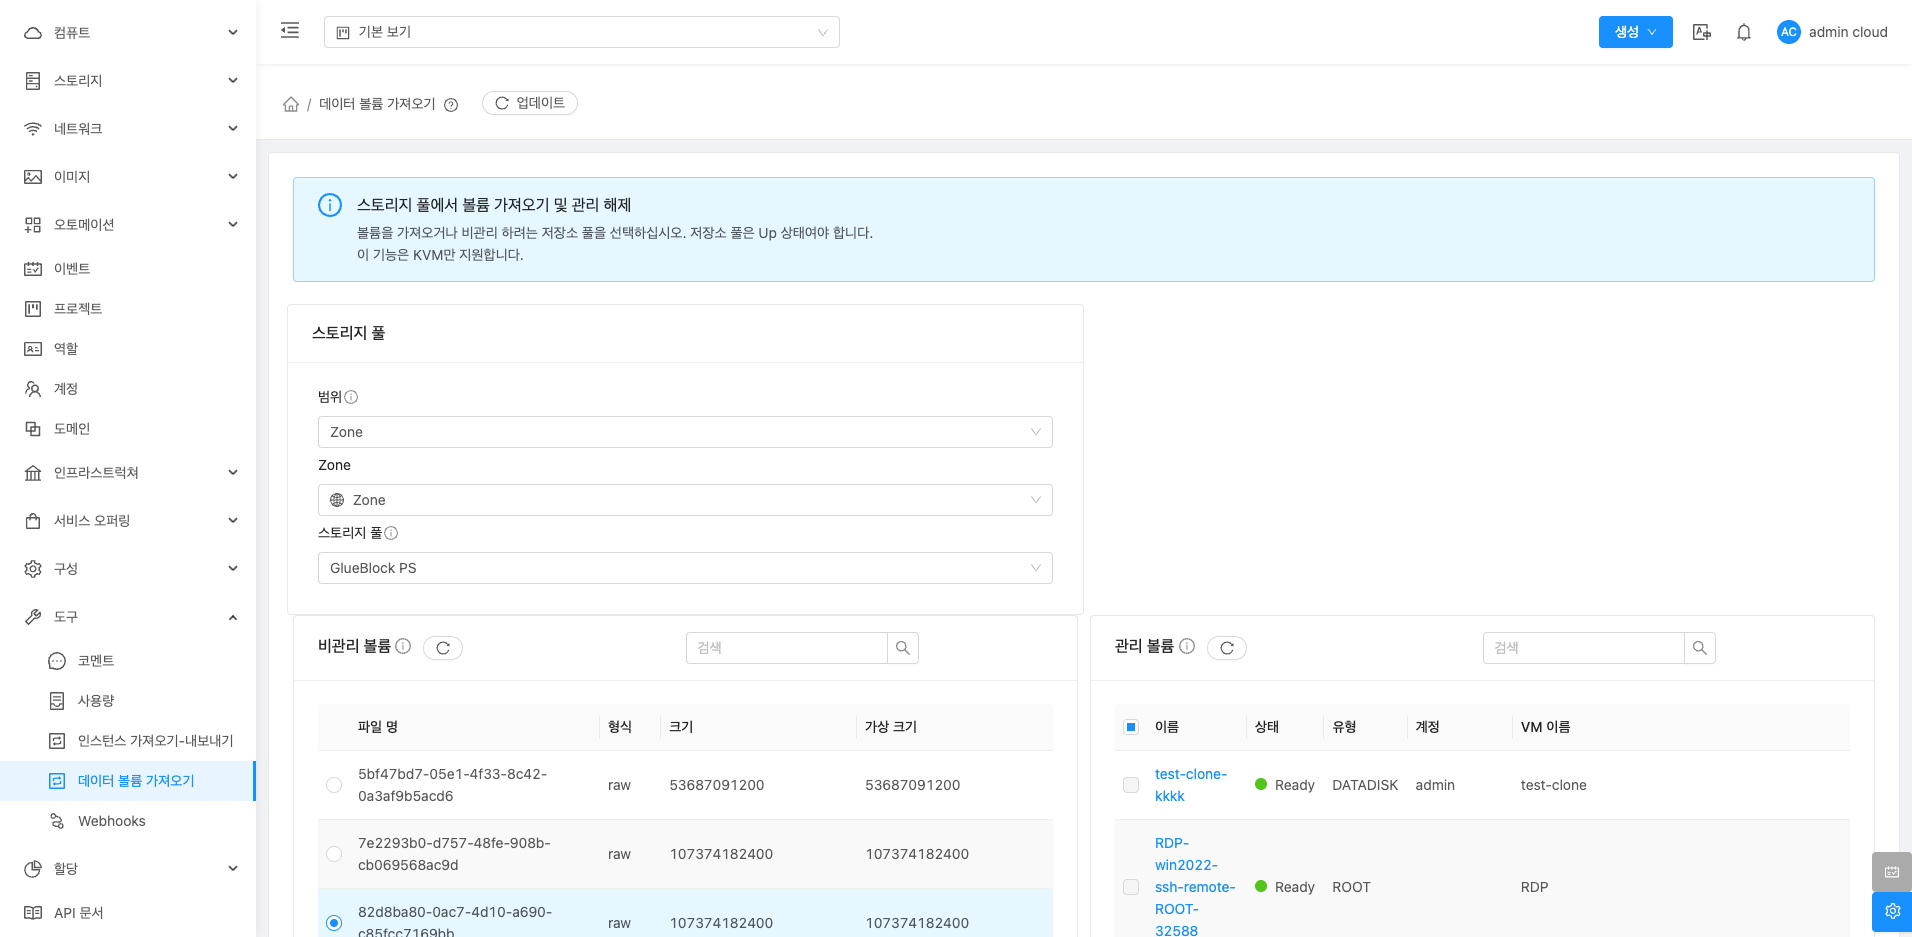 컴퓨트
스토리지
네트워크
이미지
오토메이션
이벤트
프로젝트
역할
계정
도메인
인프라스트럭쳐
서비스 오퍼링
구성
도구
코멘트
사용량
인스턴스 가져오기-내보내기
데이터 볼륨 가져오기
Webhooks
할당
API 문서
기본 보기
생성
AC admin cloud
/ 데이터 볼륨 가져오기
업데이트
스토리지 풀에서 볼륨 가져오기 및 관리 해제
볼륨을 가져오거나 비관리 하려는 저장소 풀을 선택하십시오. 저장소 풀은 Up 상태여야 합니다.
이 기능은 KVM만 지원합니다.
스토리지 풀
범위
Zone
Zone
Zone
스토리지 풀
GlueBlock PS
비관리 볼륨
검색
파일 명 형식 크기 가상 크기
5bf47bd7-05e1-4f33-8c42-
0a3af9b5acd6
raw 53687091200 53687091200
7e2293b0-d757-48fe-908b-
cb069568ac9d
raw 107374182400 107374182400
82d8ba80-0ac7-4d10-a690-
c85fcc7169bb
raw 107374182400 107374182400
관리 볼륨
검색
이름 상태 유형 계정 VM 이름
test-clone-
kkkk
Ready DATADISK admin test-clone
RDP-
win2022-
ssh-remote-
ROOT-
32588
Ready ROOT RDP